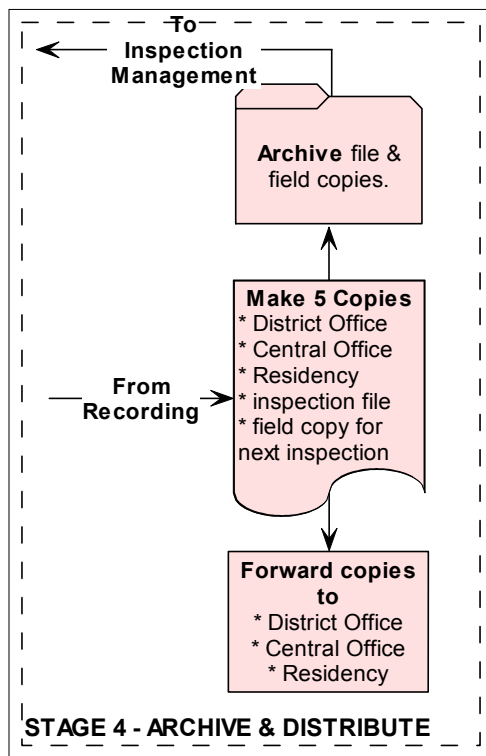 To
Inspection
Management
Archive file &
field copies.
Make 5 Copies
* District Office
* Central Office
* Residency
* inspection file
* field copy for
next inspection
From
Recording
Forward copies
to
* District Office
* Central Office
* Residency
STAGE 4 - ARCHIVE & DISTRIBUTE